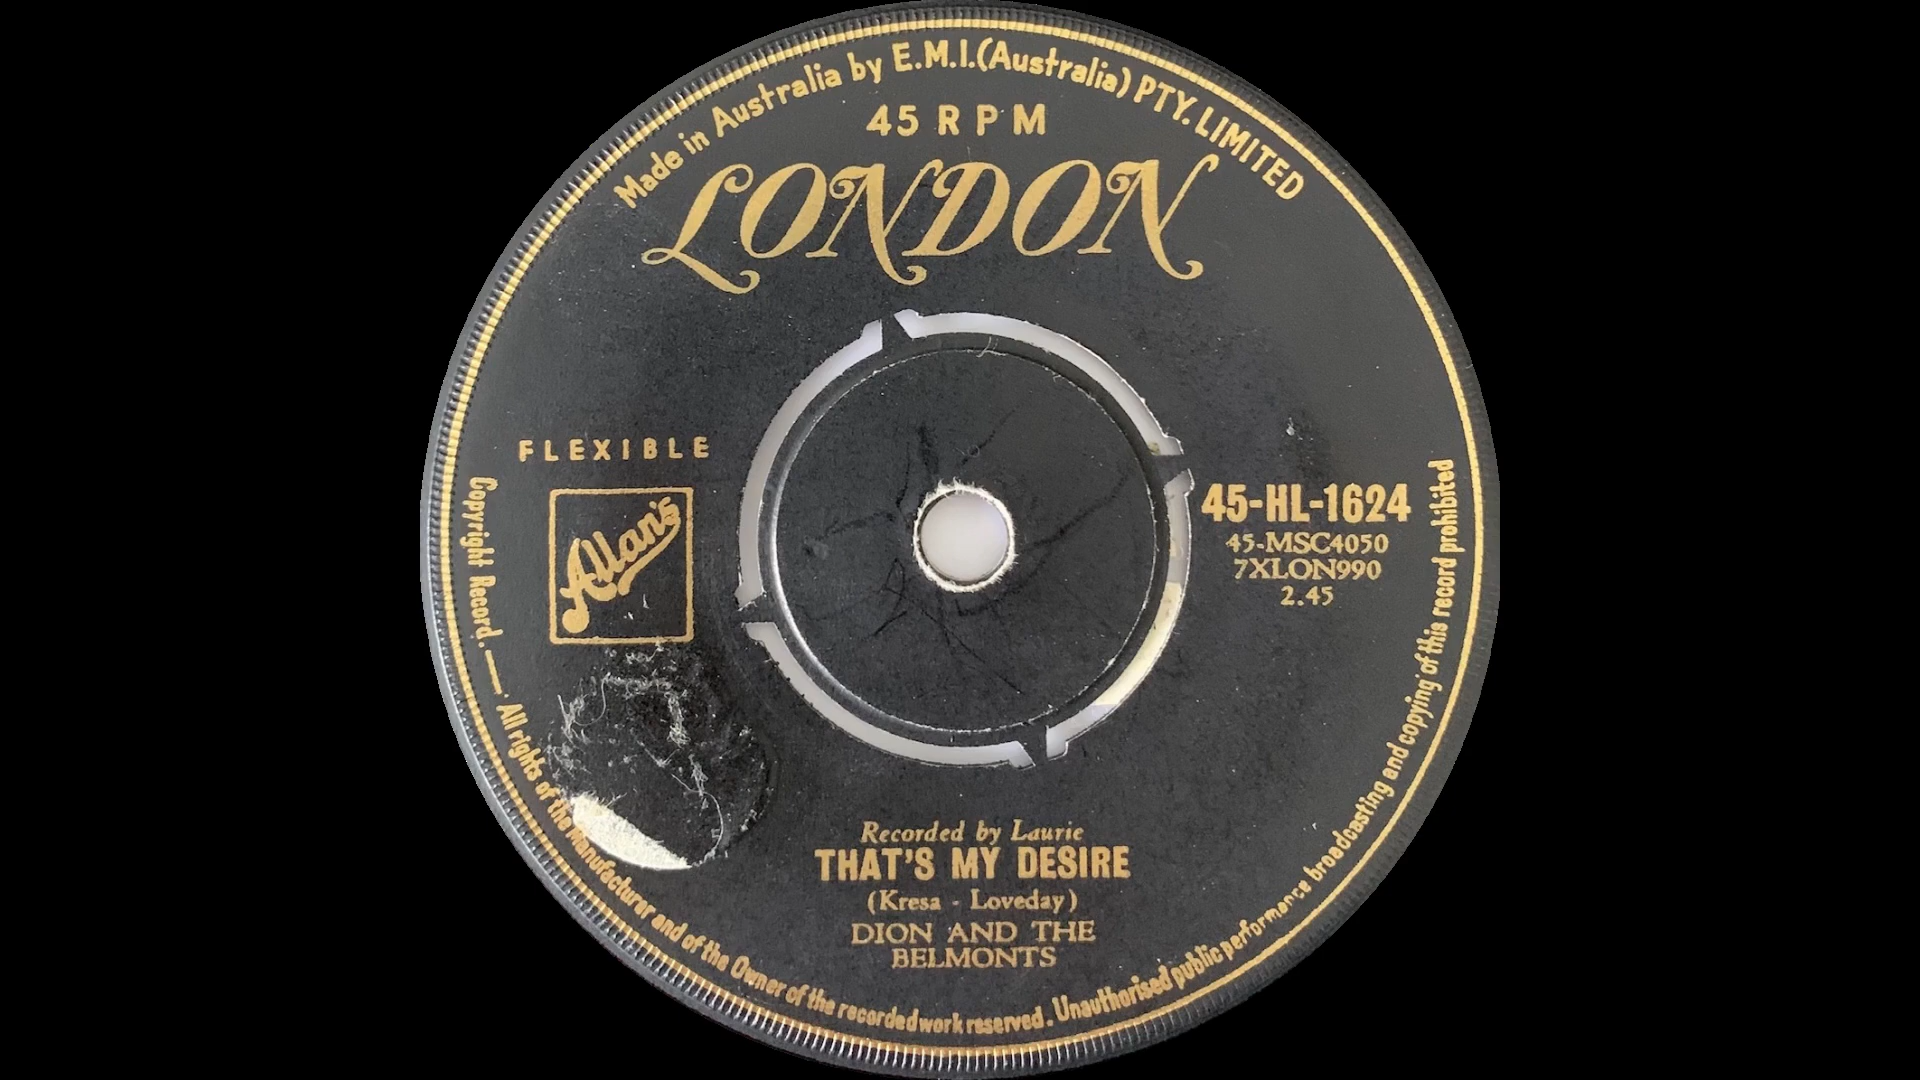 Made in Australia by E.M.I.(Australia) PTY. LIMITED
45 RPM
LONDON
FLEXIBLE
Allan's
45-HL-1624
45-MSC4050
7XLON990
2.45
Recorded by Laurie
THAT'S MY DESIRE
(Kresa - Loveday)
DION AND THE
BELMONTS
Copyright Record. — All rights of the Manufacturer and of the Owner of the recorded work reserved. Unauthorised public performance broadcasting and copying of this record prohibited